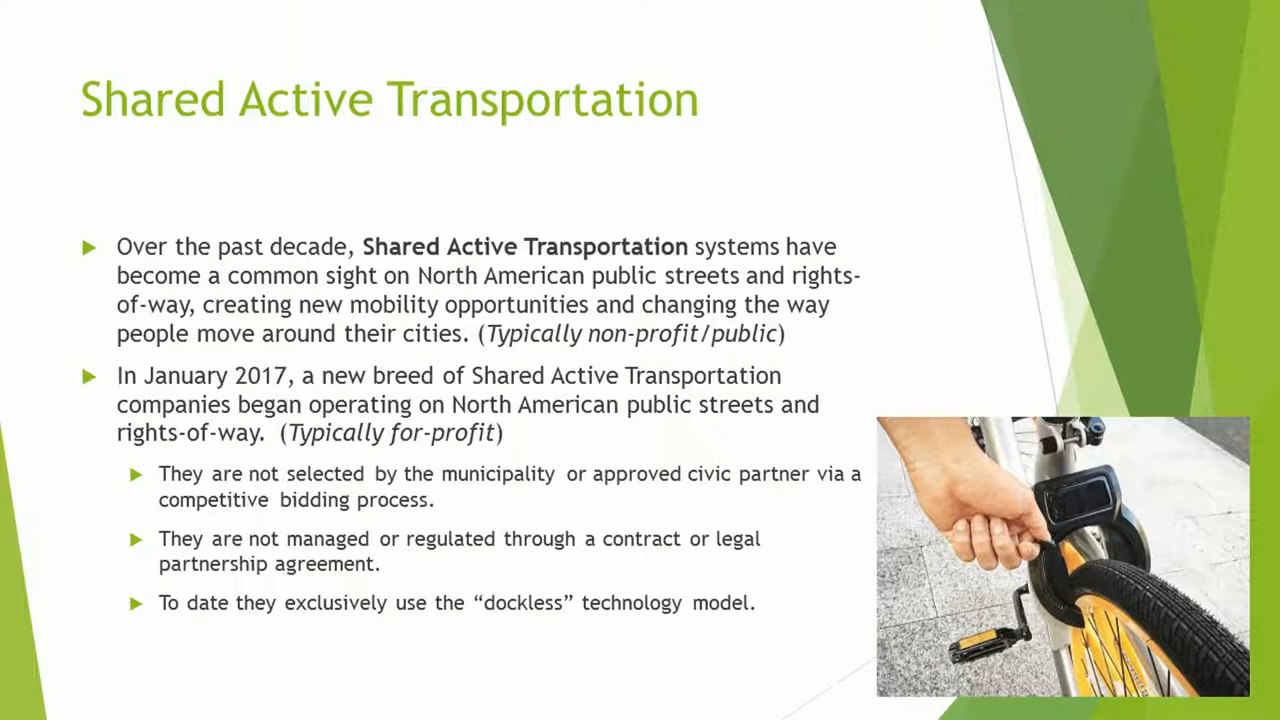 Shared Active Transportation
Over the past decade, Shared Active Transportation systems have
become a common sight on North American public streets and rights-
of-way, creating new mobility opportunities and changing the way
people move around their cities. (Typically non-profit/public)
In January 2017, a new breed of Shared Active Transportation
companies began operating on North American public streets and
rights-of-way. (Typically for-profit)
They are not selected by the municipality or approved civic partner via a
competitive bidding process.
They are not managed or regulated through a contract or legal
partnership agreement.
To date they exclusively use the “dockless” technology model.